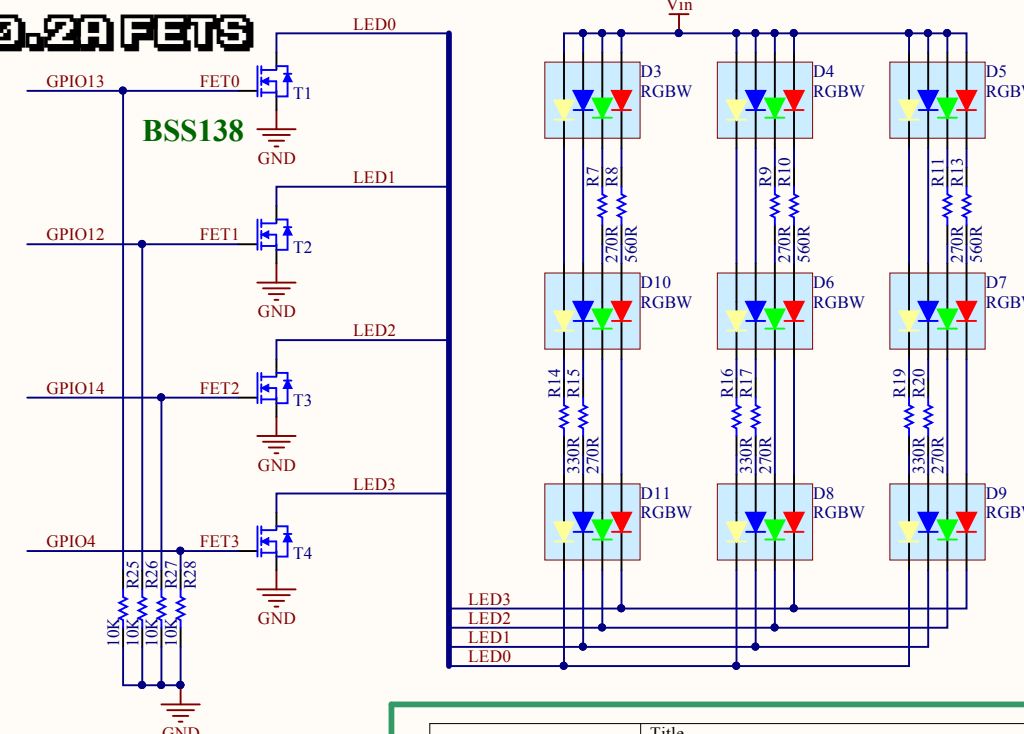 0.2A FETS
LED0
GPIO13
FET0
T1
BSS138
GND
LED1
GPIO12
FET1
T2
GND
LED2
GPIO14
FET2
T3
GND
LED3
GPIO4
FET3
T4
GND
R25
R26
R27
R28
10K
10K
10K
10K
GND
Vin
D3
RGBW
D4
RGBW
D5
RGBW
R7
R8
R9
R10
R11
R13
270R
560R
270R
560R
270R
560R
D10
RGBW
D6
RGBW
D7
RGBW
R14
R15
R16
R17
R19
R20
330R
270R
330R
270R
330R
270R
D11
RGBW
D8
RGBW
D9
RGBW
LED3
LED2
LED1
LED0
Title